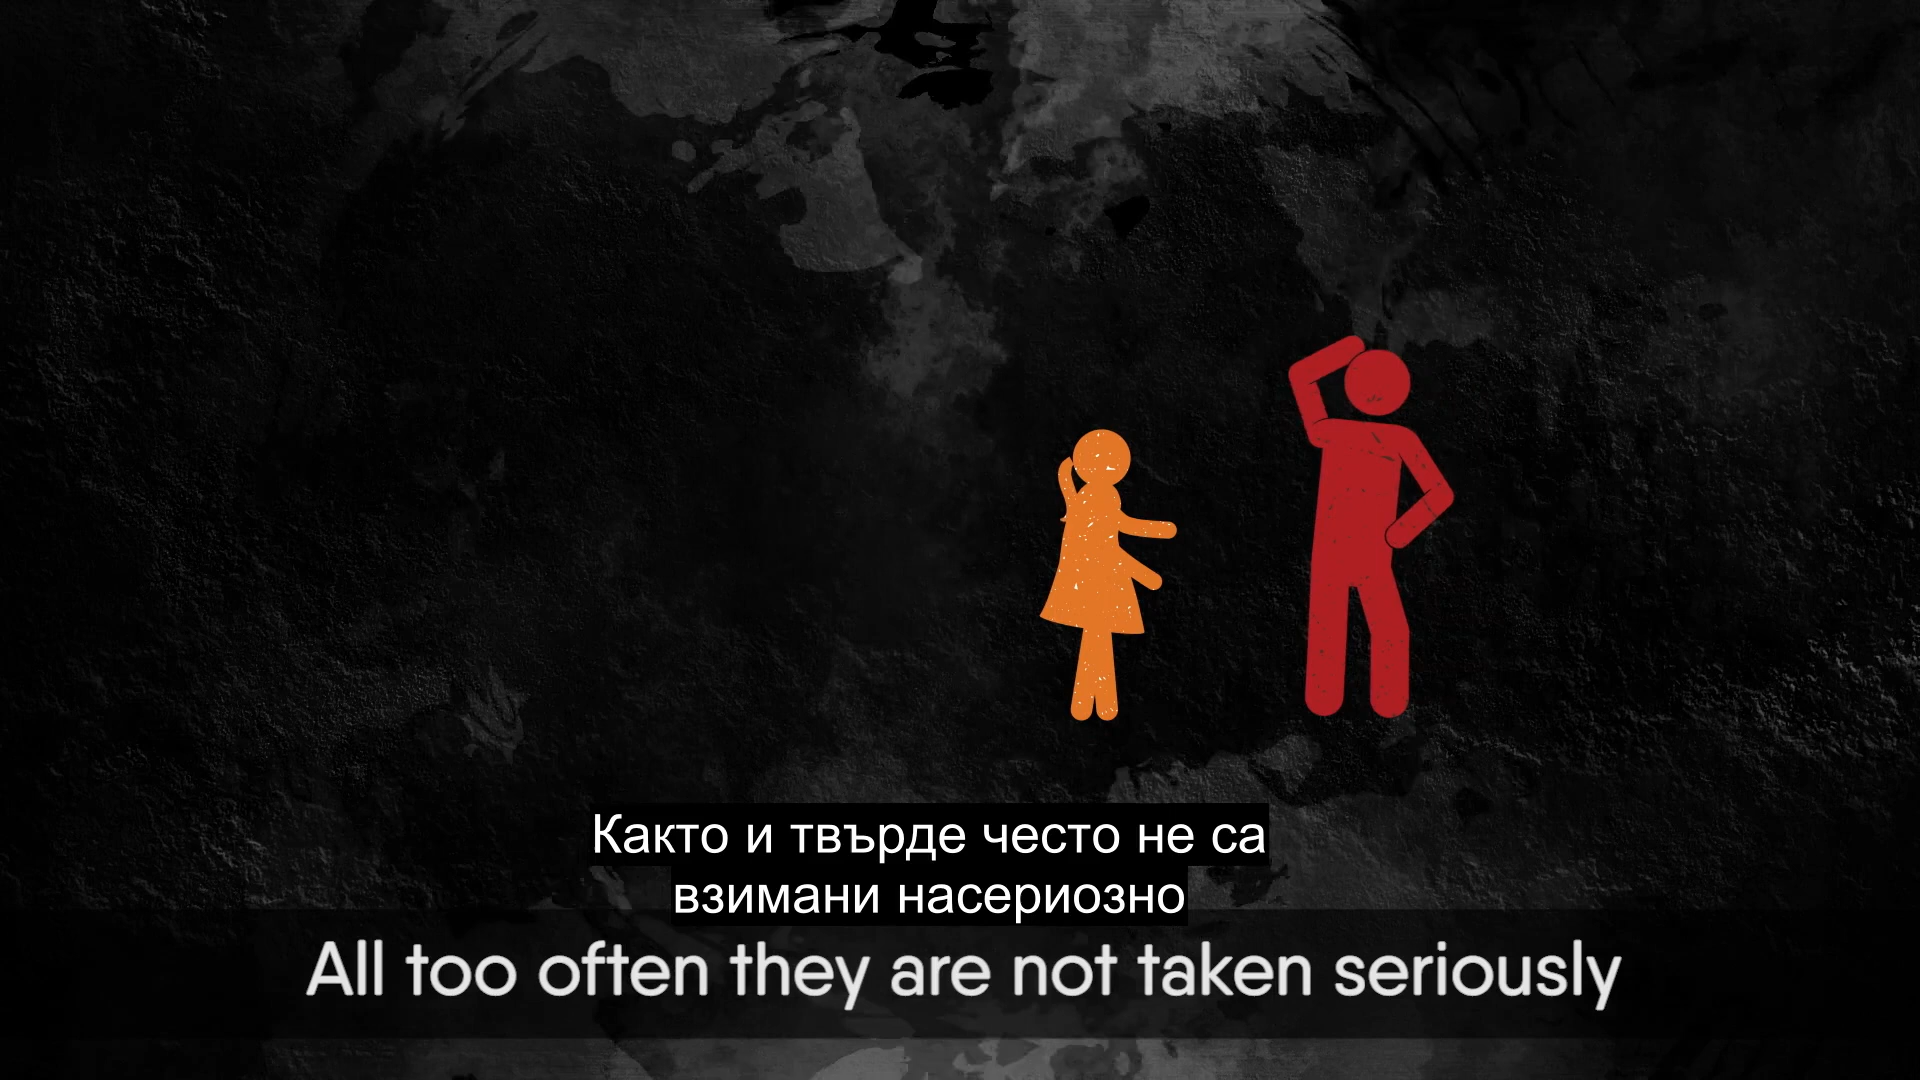 Както и твърде често не са
взимани насериозно
All too often they are not taken seriously